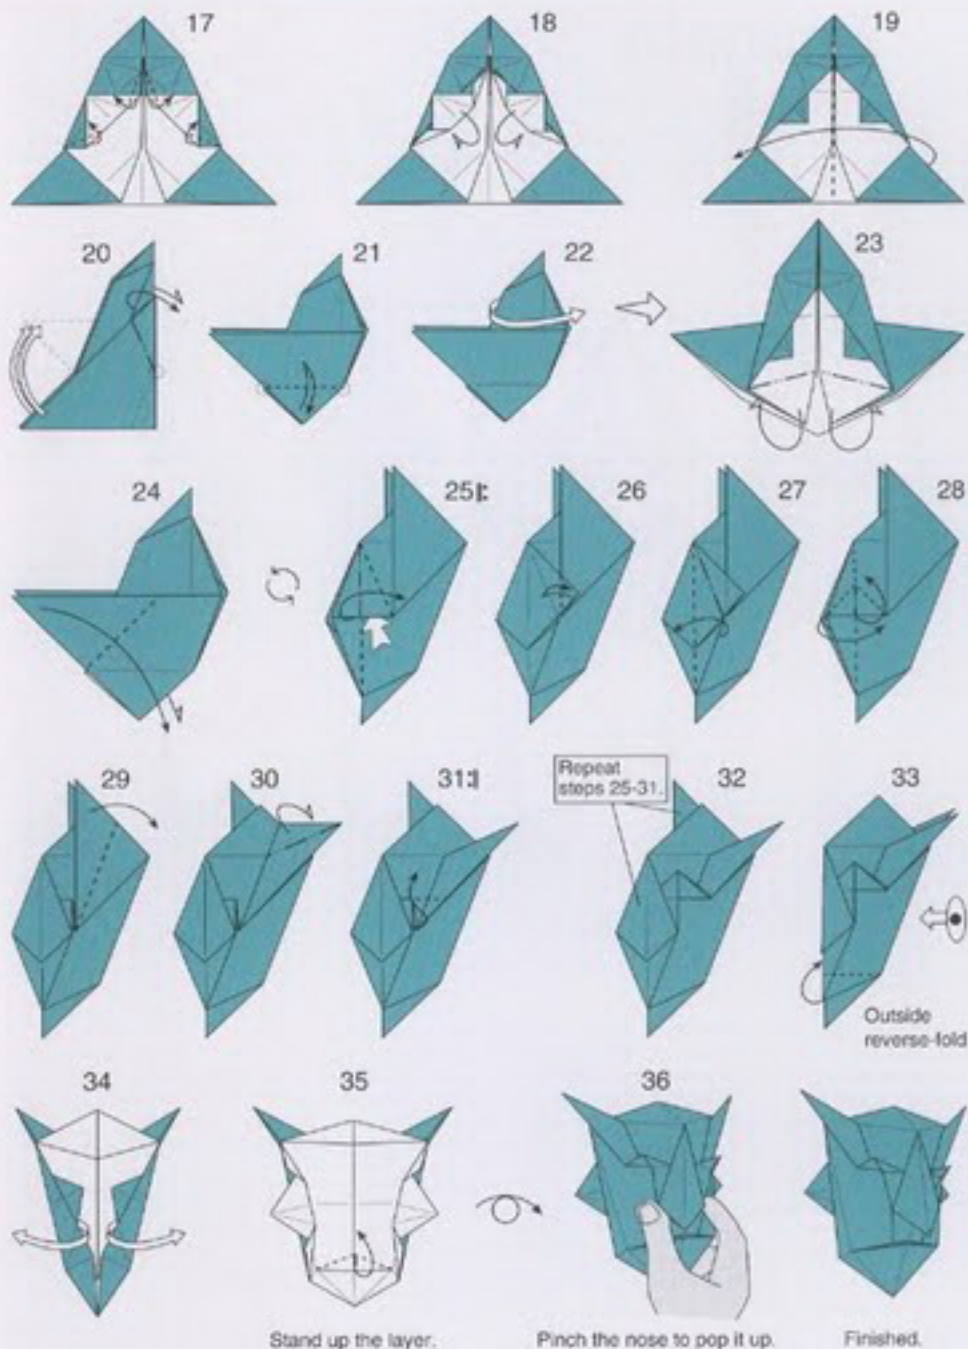 17
18
19
20
21
22
23
24
25
26
27
28
29
30
31
Repeat
steps 25-31.
32
33
Outside
reverse-fold
34
35
36
Stand up the layer.
Pinch the nose to pop it up.
Finished.